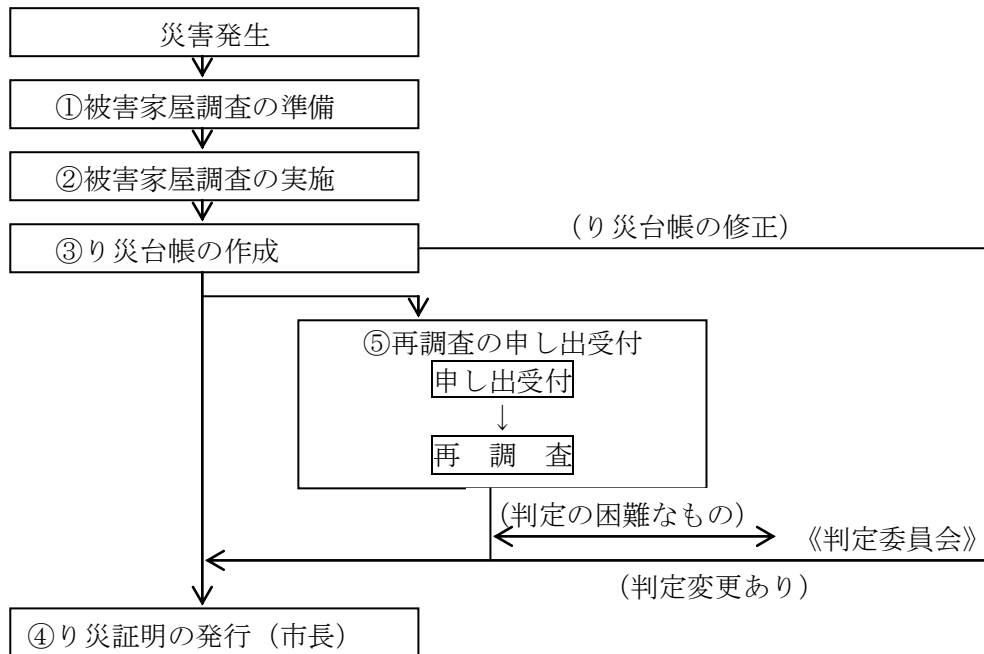 災害発生
①被害家屋調査の準備
②被害家屋調査の実施
(り災台帳の修正)
③り災台帳の作成
⑤再調査の申し出受付
申し出受付
↓
再 調 査
(判定の困難なもの)
《判定委員会》
(判定変更あり)
④り災証明の発行(市長)